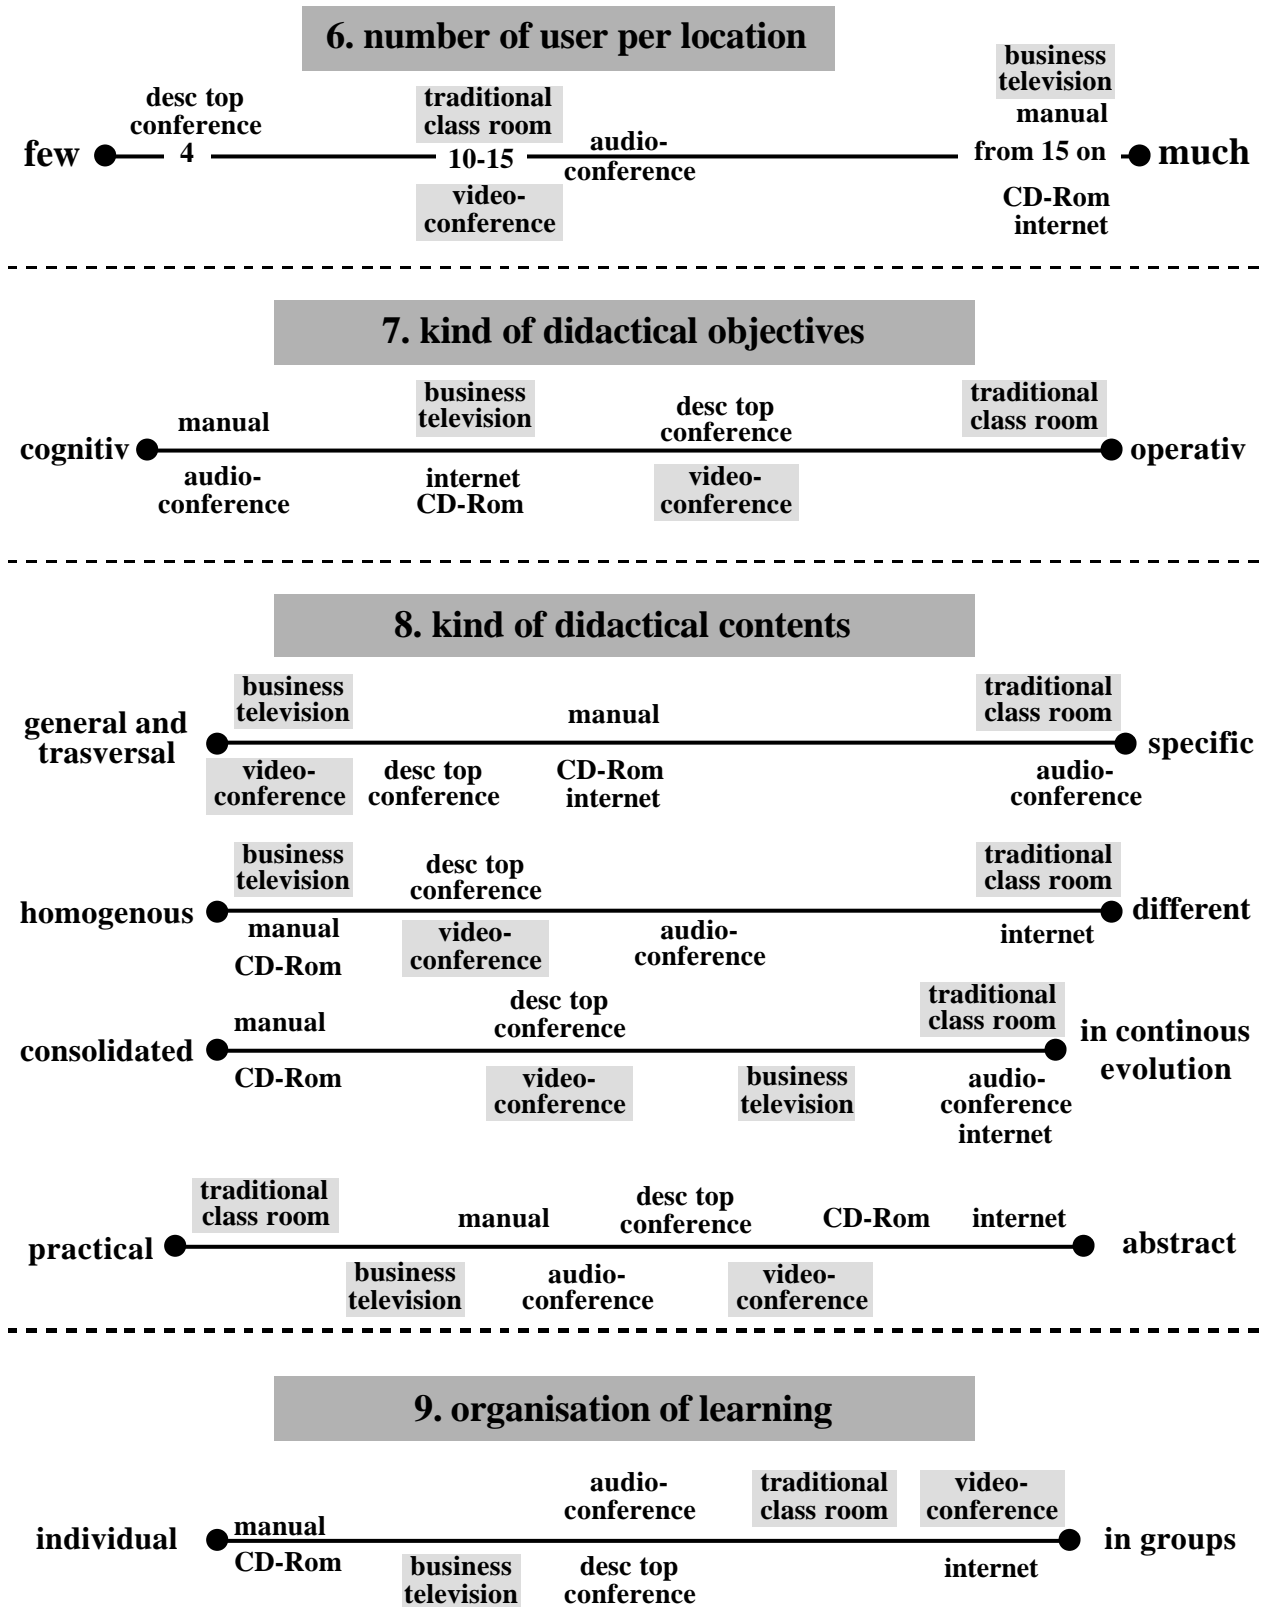 6. number of user per location
business
television
desc top
conference
traditional
class room
manual
few
4
10-15
audio-
conference
from 15 on
much
video-
conference
CD-Rom
internet
7. kind of didactical objectives
manual
business
television
desc top
conference
traditional
class room
cognitiv
operativ
audio-
conference
internet
CD-Rom
video-
conference
8. kind of didactical contents
business
television
manual
traditional
class room
general and
trasversal
specific
video-
conference
desc top
conference
CD-Rom
internet
audio-
conference
business
television
desc top
conference
traditional
class room
homogenous
different
manual
CD-Rom
video-
conference
audio-
conference
internet
manual
desc top
conference
traditional
class room
consolidated
in continous
evolution
CD-Rom
video-
conference
business
television
audio-
conference
internet
traditional
class room
manual
desc top
conference
CD-Rom
internet
practical
abstract
business
television
audio-
conference
video-
conference
9. organisation of learning
audio-
conference
traditional
class room
video-
conference
individual
manual
CD-Rom
in groups
business
television
desc top
conference
internet